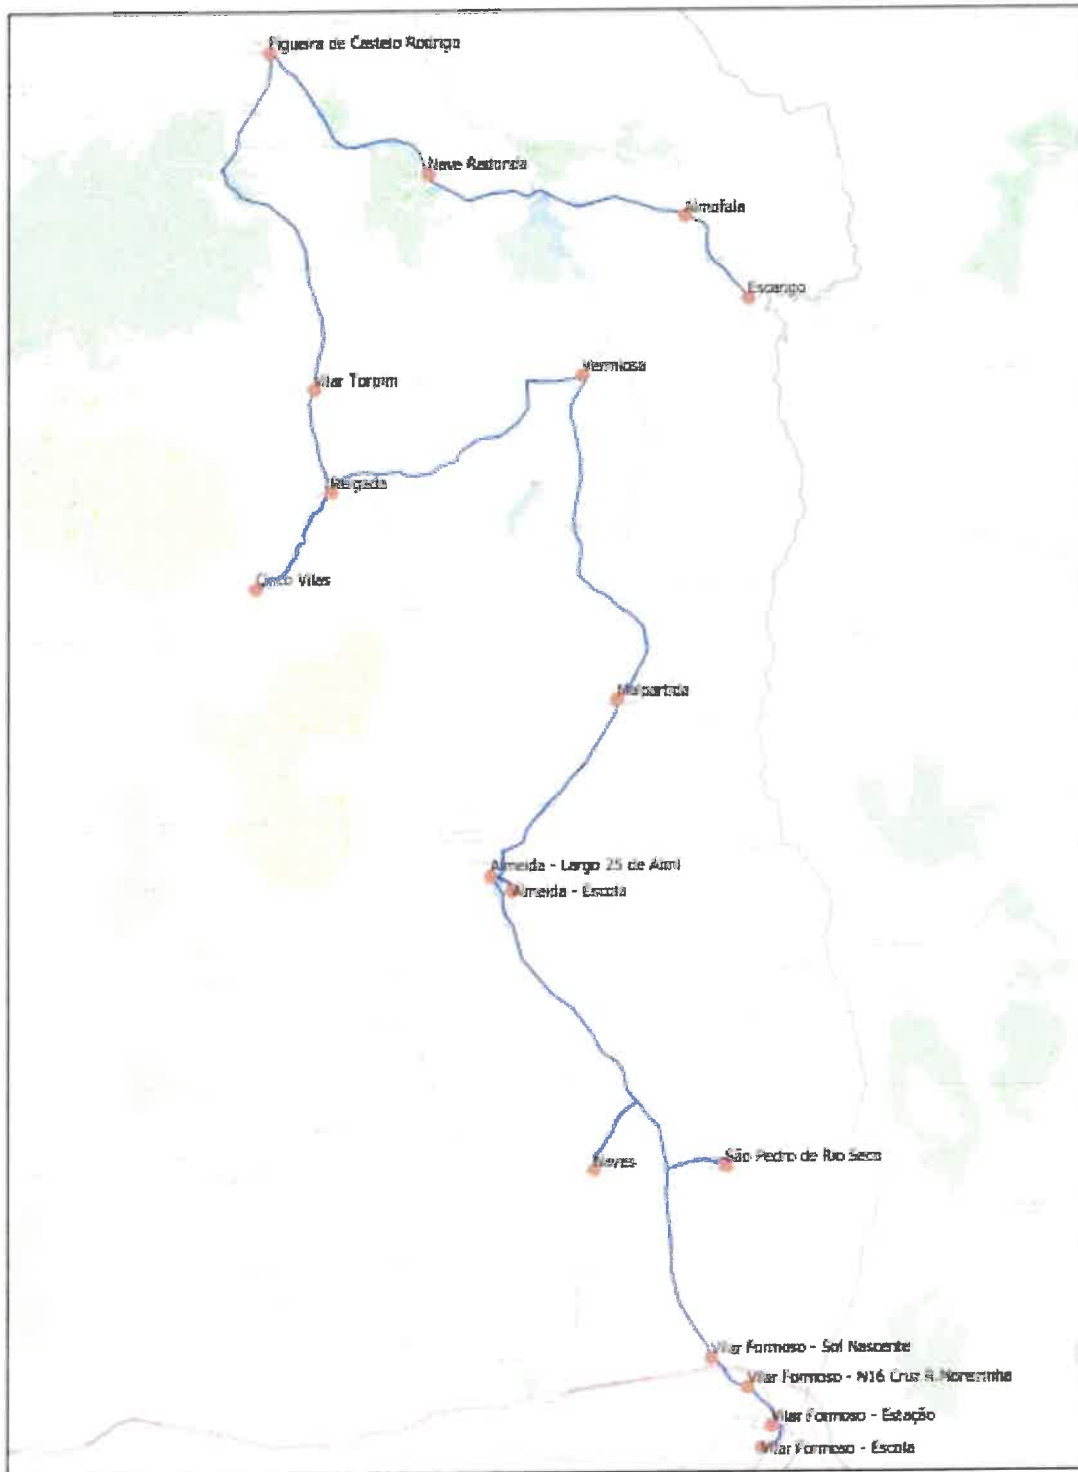 Figueira de Castelo Rodrigo
Nave Redonda
Almofala
Escarigo
Vermiosa
Vilar Torpim
Reigada
Cinco Vilas
Malpartida
Almeida - Largo 25 de Abril
Almeida - Escola
São Pedro de Rio Seco
Naves
Vilar Formoso - Sol Nascente
Vilar Formoso - N16 Cruz R.
Vilar Formoso - Estação
Vilar Formoso - Escola